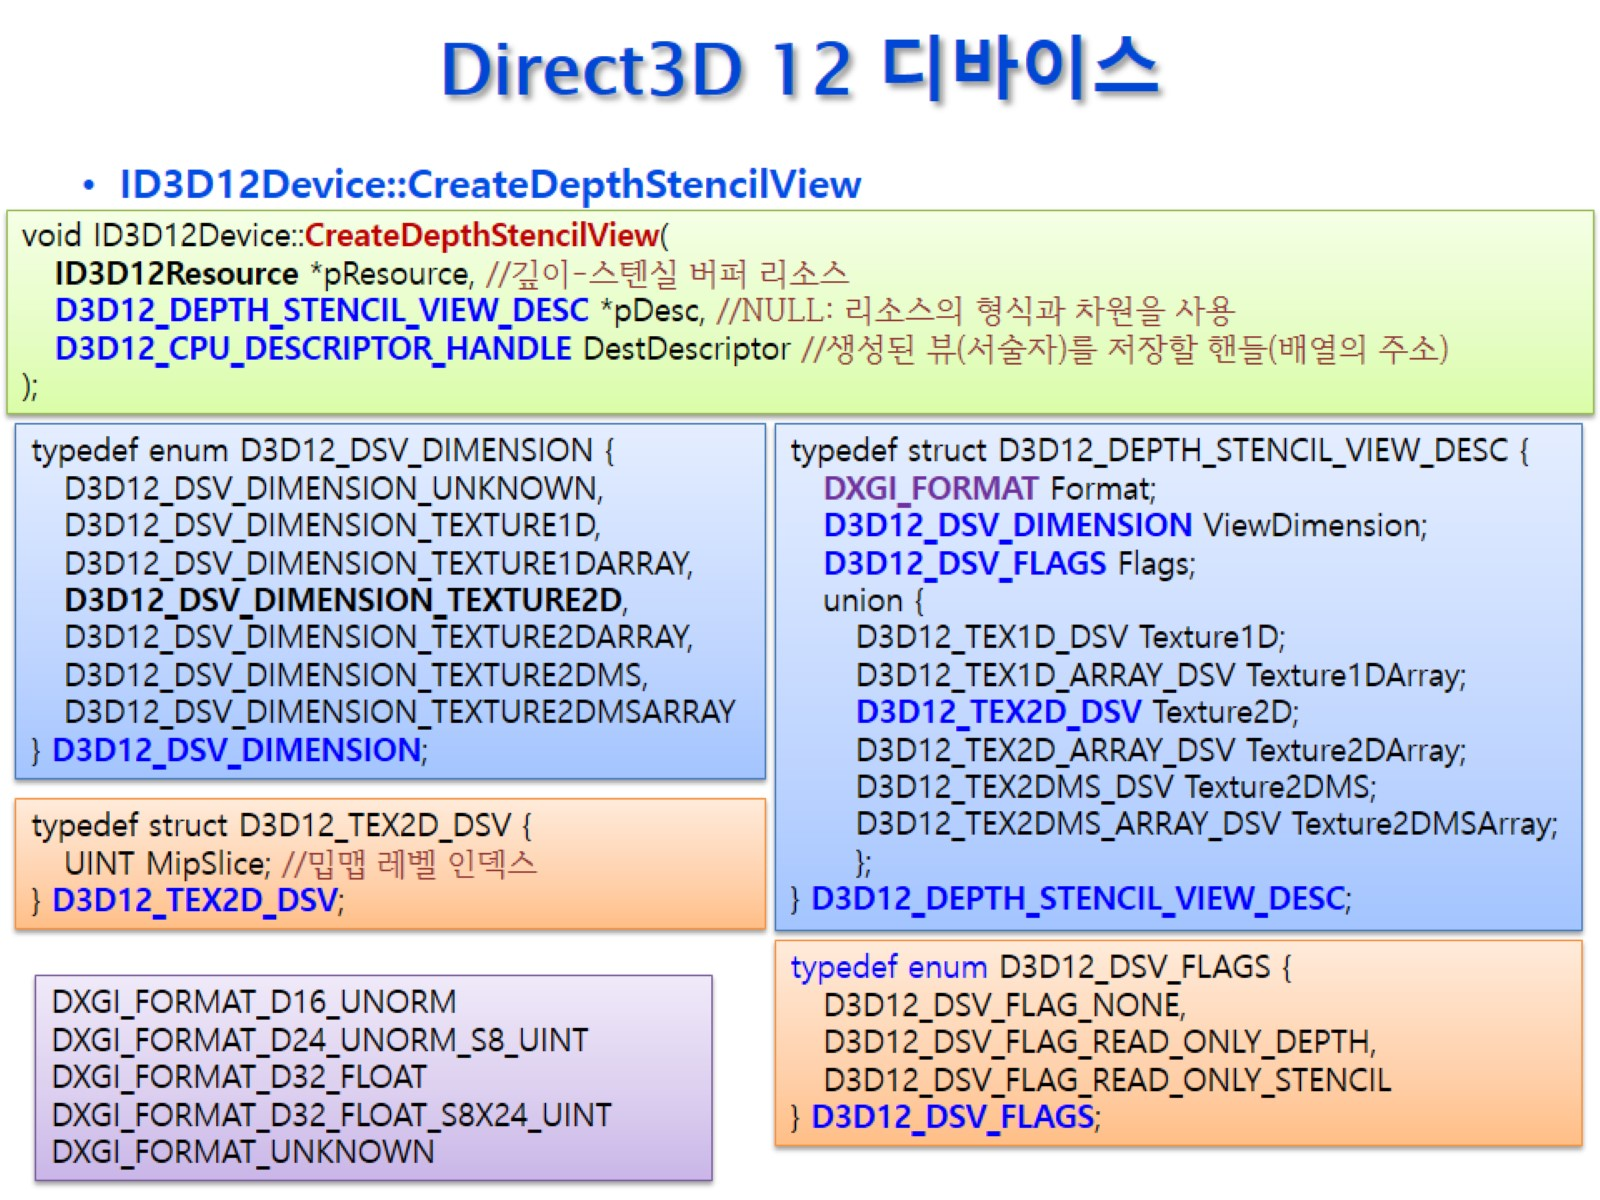 Direct3D 12 디바이스
• ID3D12Device::CreateDepthStencilView
void ID3D12Device::CreateDepthStencilView(
ID3D12Resource *pResource, //깊이-스텐실 버퍼 리소스
D3D12_DEPTH_STENCIL_VIEW_DESC *pDesc, //NULL: 리소스의 형식과 차원을 사용
D3D12_CPU_DESCRIPTOR_HANDLE DestDescriptor //생성된 뷰(서술자)를 저장할 핸들(배열의 주소)
);
typedef enum D3D12_DSV_DIMENSION {
D3D12_DSV_DIMENSION_UNKNOWN,
D3D12_DSV_DIMENSION_TEXTURE1D,
D3D12_DSV_DIMENSION_TEXTURE1DARRAY,
D3D12_DSV_DIMENSION_TEXTURE2D,
D3D12_DSV_DIMENSION_TEXTURE2DARRAY,
D3D12_DSV_DIMENSION_TEXTURE2DMS,
D3D12_DSV_DIMENSION_TEXTURE2DMSARRAY
} D3D12_DSV_DIMENSION;
typedef struct D3D12_TEX2D_DSV {
UINT MipSlice; //밉맵 레벨 인덱스
} D3D12_TEX2D_DSV;
DXGI_FORMAT_D16_UNORM
DXGI_FORMAT_D24_UNORM_S8_UINT
DXGI_FORMAT_D32_FLOAT
DXGI_FORMAT_D32_FLOAT_S8X24_UINT
DXGI_FORMAT_UNKNOWN
typedef struct D3D12_DEPTH_STENCIL_VIEW_DESC {
DXGI_FORMAT Format;
D3D12_DSV_DIMENSION ViewDimension;
D3D12_DSV_FLAGS Flags;
union {
D3D12_TEX1D_DSV Texture1D;
D3D12_TEX1D_ARRAY_DSV Texture1DArray;
D3D12_TEX2D_DSV Texture2D;
D3D12_TEX2D_ARRAY_DSV Texture2DArray;
D3D12_TEX2DMS_DSV Texture2DMS;
D3D12_TEX2DMS_ARRAY_DSV Texture2DMSArray;
};
} D3D12_DEPTH_STENCIL_VIEW_DESC;
typedef enum D3D12_DSV_FLAGS {
D3D12_DSV_FLAG_NONE,
D3D12_DSV_FLAG_READ_ONLY_DEPTH,
D3D12_DSV_FLAG_READ_ONLY_STENCIL
} D3D12_DSV_FLAGS;